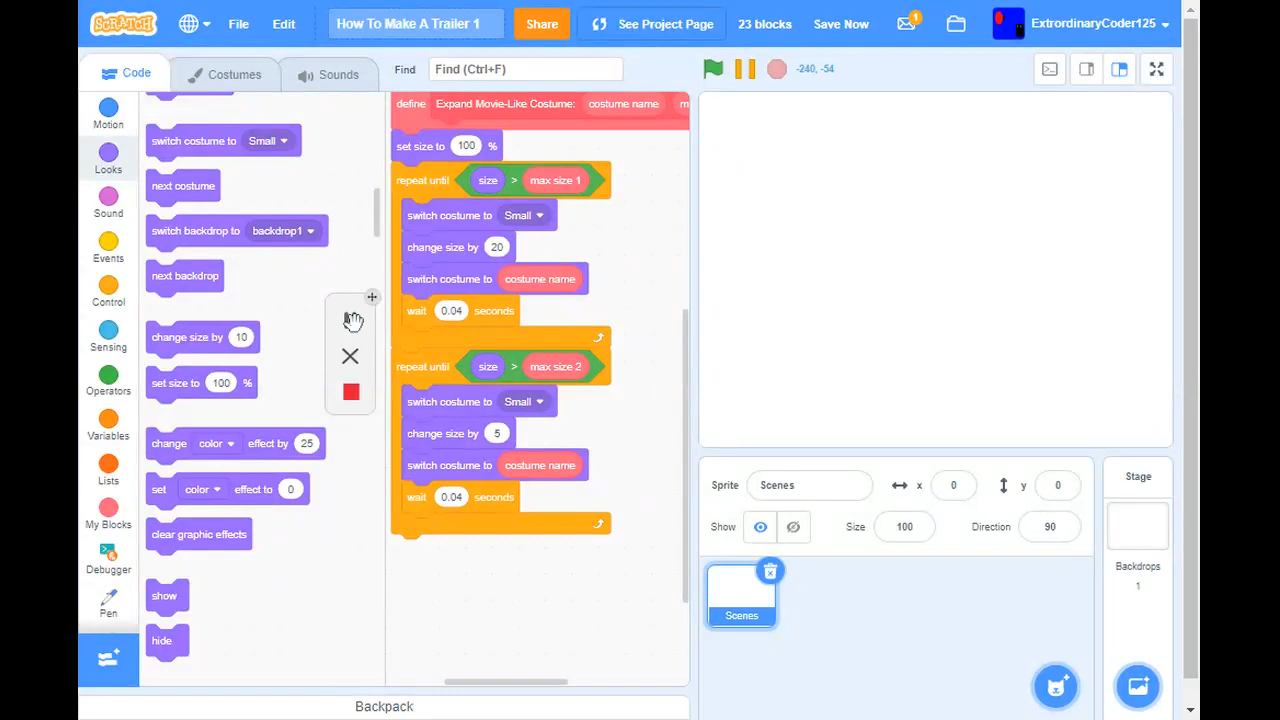 SCRATCH File Edit How To Make A Trailer 1 Share See Project Page 23 blocks Save Now 1 ExtrordinaryCoder125
Code Costumes Sounds Find Find (Ctrl+F) -240, -54
Motion
Looks
Sound
Events
Control
Sensing
Operators
Variables
Lists
My Blocks
Debugger
Pen
switch costume to Small
next costume
switch backdrop to backdrop1
next backdrop
change size by 10
set size to 100 %
change color effect by 25
set color effect to 0
clear graphic effects
show
hide
define Expand Movie-Like Costume: costume name m
set size to 100 %
repeat until size > max size 1
switch costume to Small
change size by 20
switch costume to costume name
wait 0.04 seconds
repeat until size > max size 2
switch costume to Small
change size by 5
switch costume to costume name
wait 0.04 seconds
Sprite Scenes x 0 y 0
Show Size 100 Direction 90
Scenes
Stage
Backdrops
1
Backpack